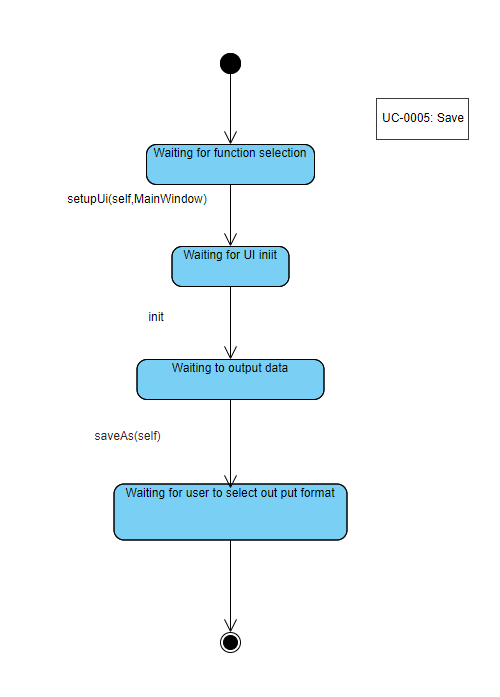 UC-0005: Save
Waiting for function selection
setupUi(self,MainWindow)
Waiting for UI iniit
init
Waiting to output data
saveAs(self)
Waiting for user to select out put format